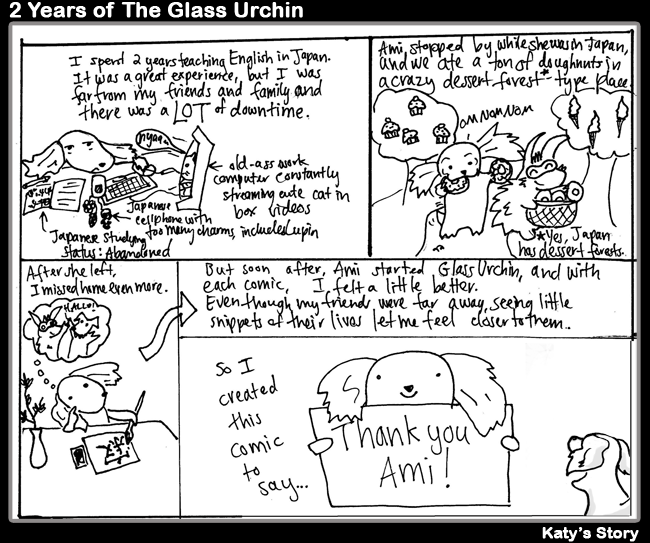 2 Years of The Glass Urchin
I spend 2 years teaching English in Japan.
It was a great experience, but I was
far from my friends and family and
there was a LOT of downtime.
nyaa~
old-ass work
computer constantly
streaming cute cat in
box videos
Japanese
cellphone with
too many charms, includes Lupin
Japanese studying
status: Abandoned
Ami, stopped by while she was in Japan,
and we ate a ton of doughnuts in
a crazy dessert forest* type place.
OM NOM NOM
*Yes, Japan
has dessert forests.
After she left,
I missed home even more.
HALLO!
But soon after, Ami started Glass Urchin, and with
each comic, I felt a little better.
Even though my friends were far away, seeing little
snippets of their lives let me feel closer to them..
So I
created
this
comic
to
say...
Thank you
Ami!
Katy's Story